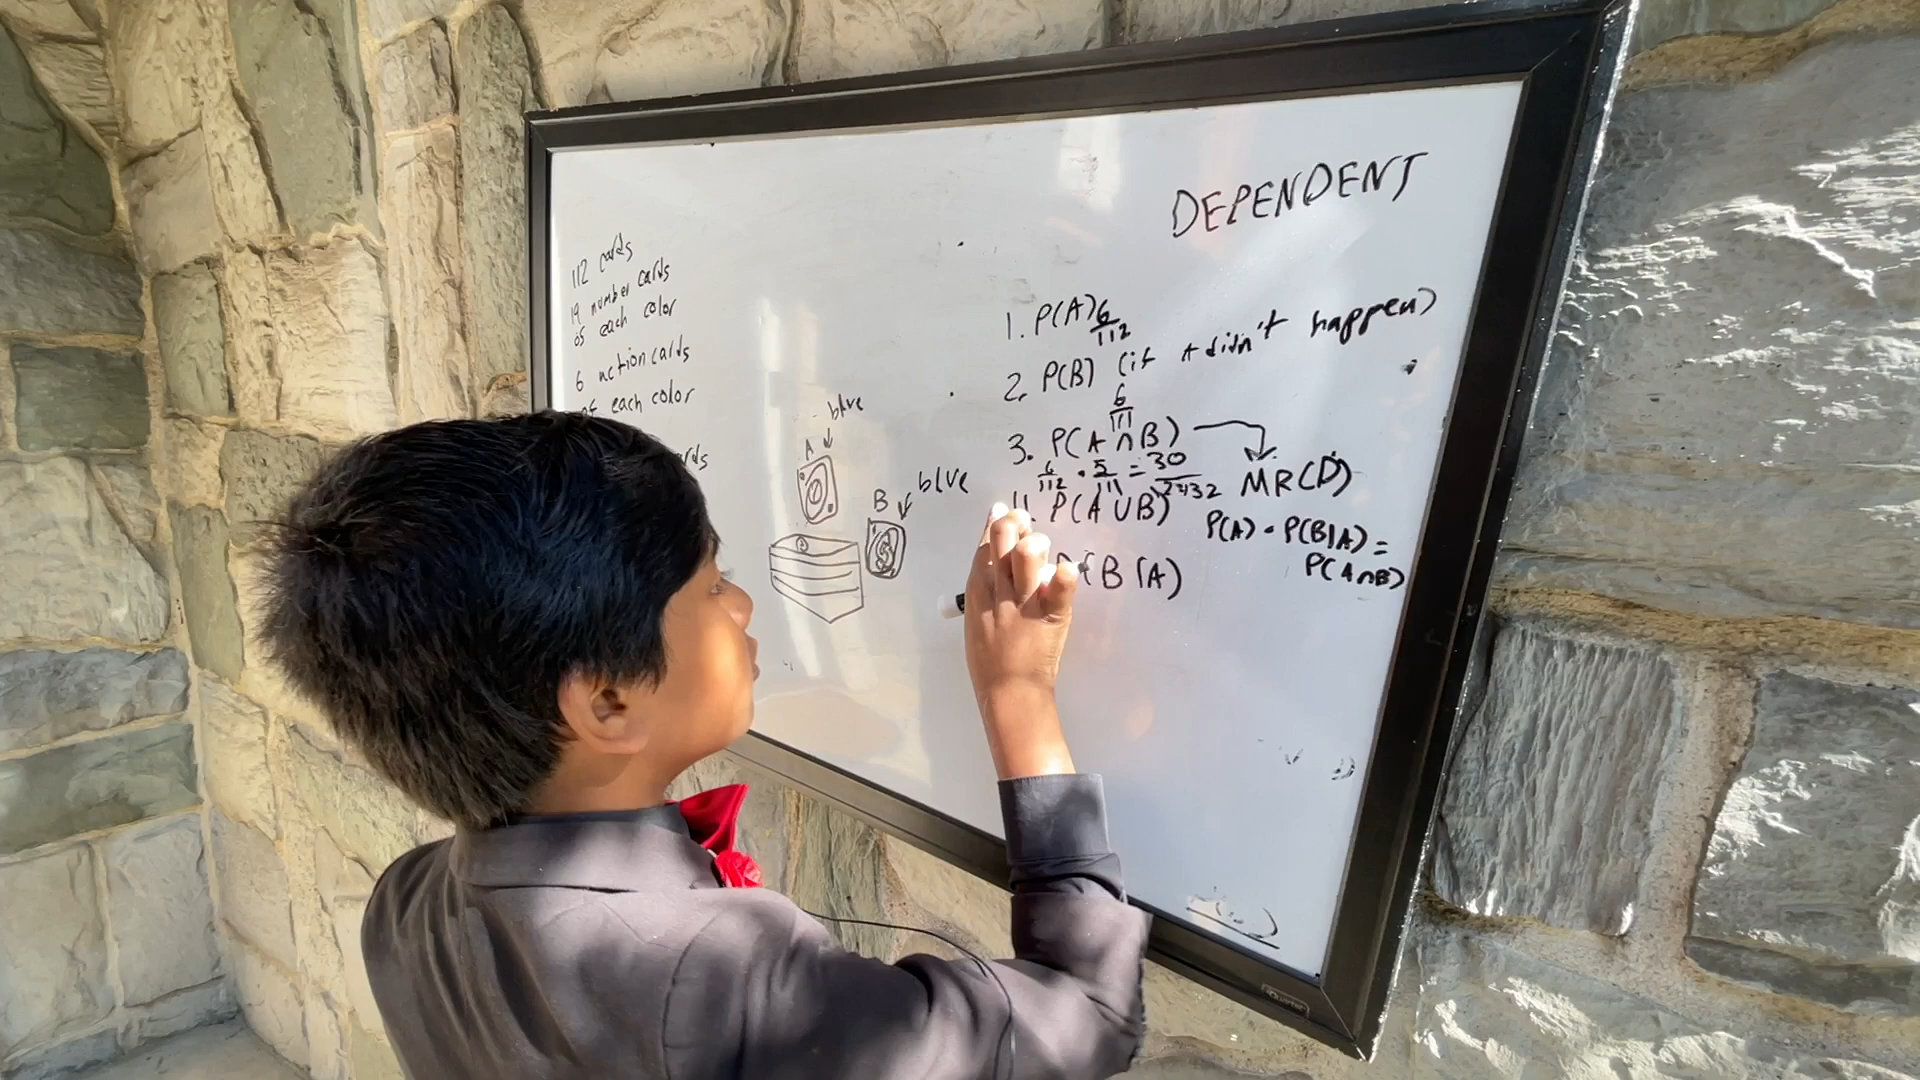 DEPENDENT
112 cards
19 number cards
of each color
6 action cards
of each color
A
blue
B
blue
1. P(A) 6/112
2. P(B) (if A didn't happen)
6/111
3. P(A ∩ B) → MR(D)
6/112 · 5/111 = 30/12432
P(A) · P(B|A) =
P(A∩B)
P(A ∪ B)
(B|A)
Quartet